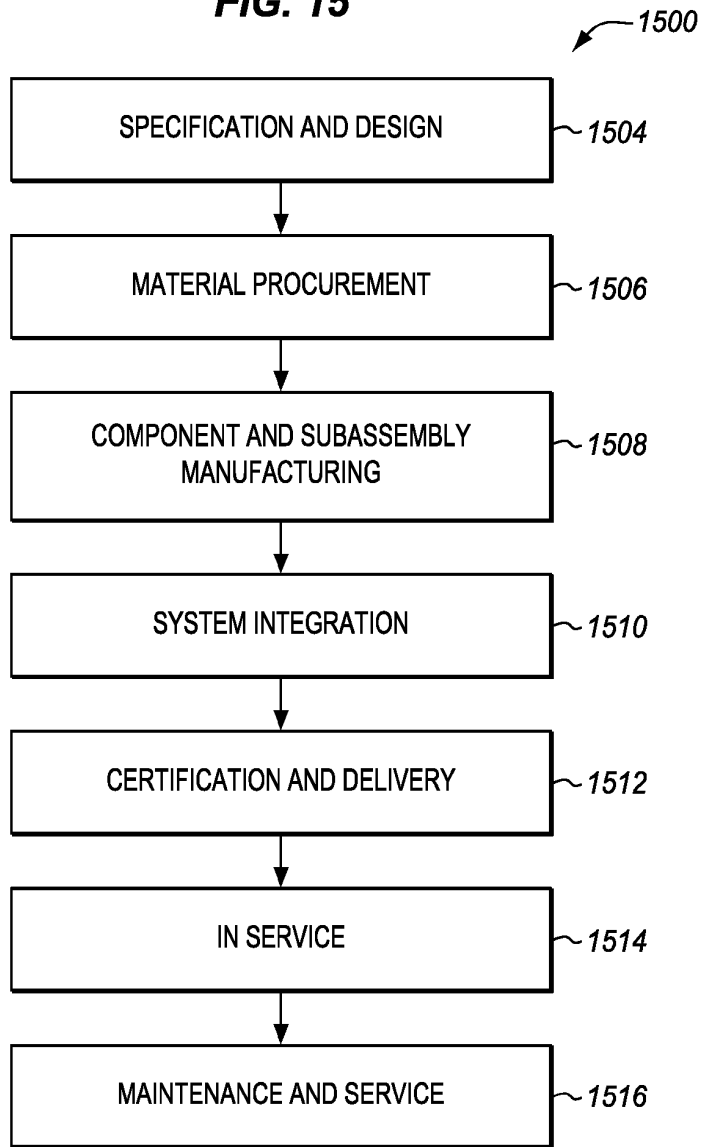 FIG. 15
1500
SPECIFICATION AND DESIGN
1504
MATERIAL PROCUREMENT
1506
COMPONENT AND SUBASSEMBLY
MANUFACTURING
1508
SYSTEM INTEGRATION
1510
CERTIFICATION AND DELIVERY
1512
IN SERVICE
1514
MAINTENANCE AND SERVICE
1516